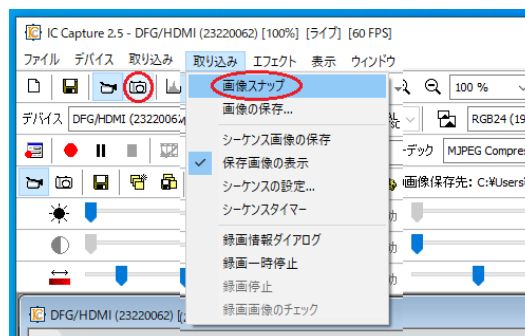 IC Capture 2.5 - DFG/HDMI (23220062) [100%] [ライブ] [60 FPS]
ファイル デバイス 取り込み 取り込み エフェクト 表示 ウィンドウ
画像スナップ
100 %
画像の保存...
デバイス DFG/HDMI (2322006 RGB24 (19
シーケンス画像の保存
ーデック MJPEG Compres
保存画像の表示
シーケンスの設定...
画像保存先: C:¥Users
シーケンスタイマー
録画情報ダイアログ
録画一時停止
録画停止
録画画像のチェック
DFG/HDMI (23220062) [